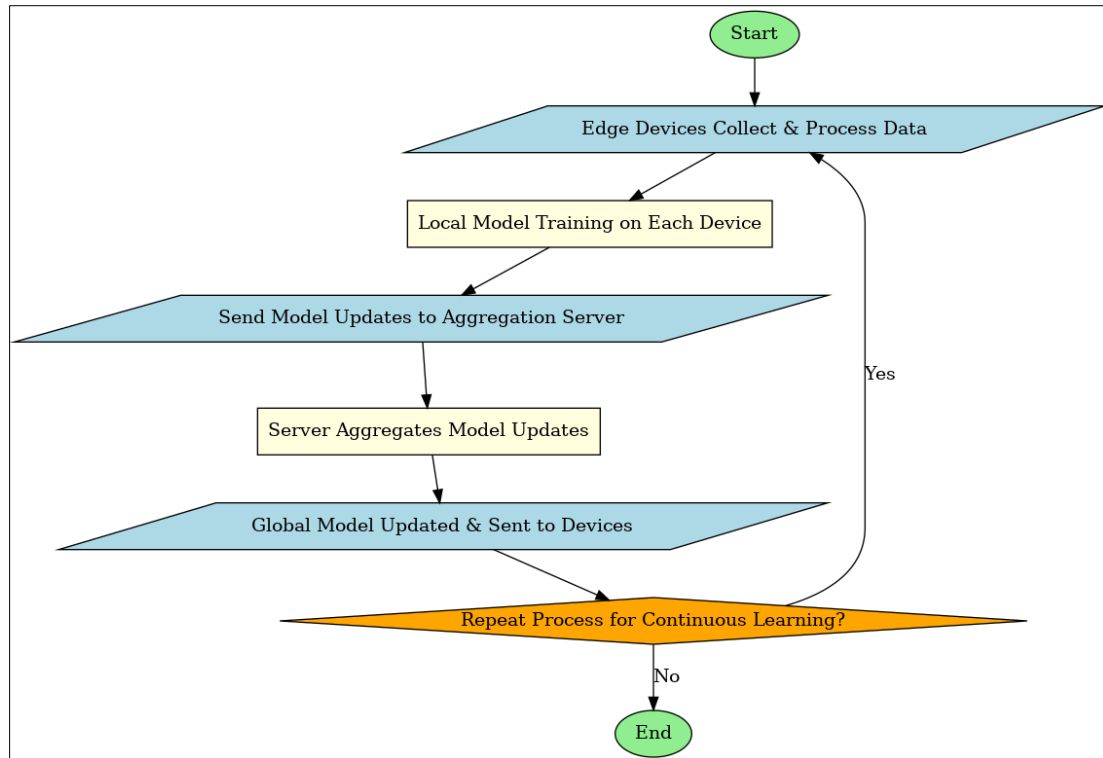 Start
Edge Devices Collect & Process Data
Local Model Training on Each Device
Send Model Updates to Aggregation Server
Yes
Server Aggregates Model Updates
Global Model Updated & Sent to Devices
Repeat Process for Continuous Learning?
No
End